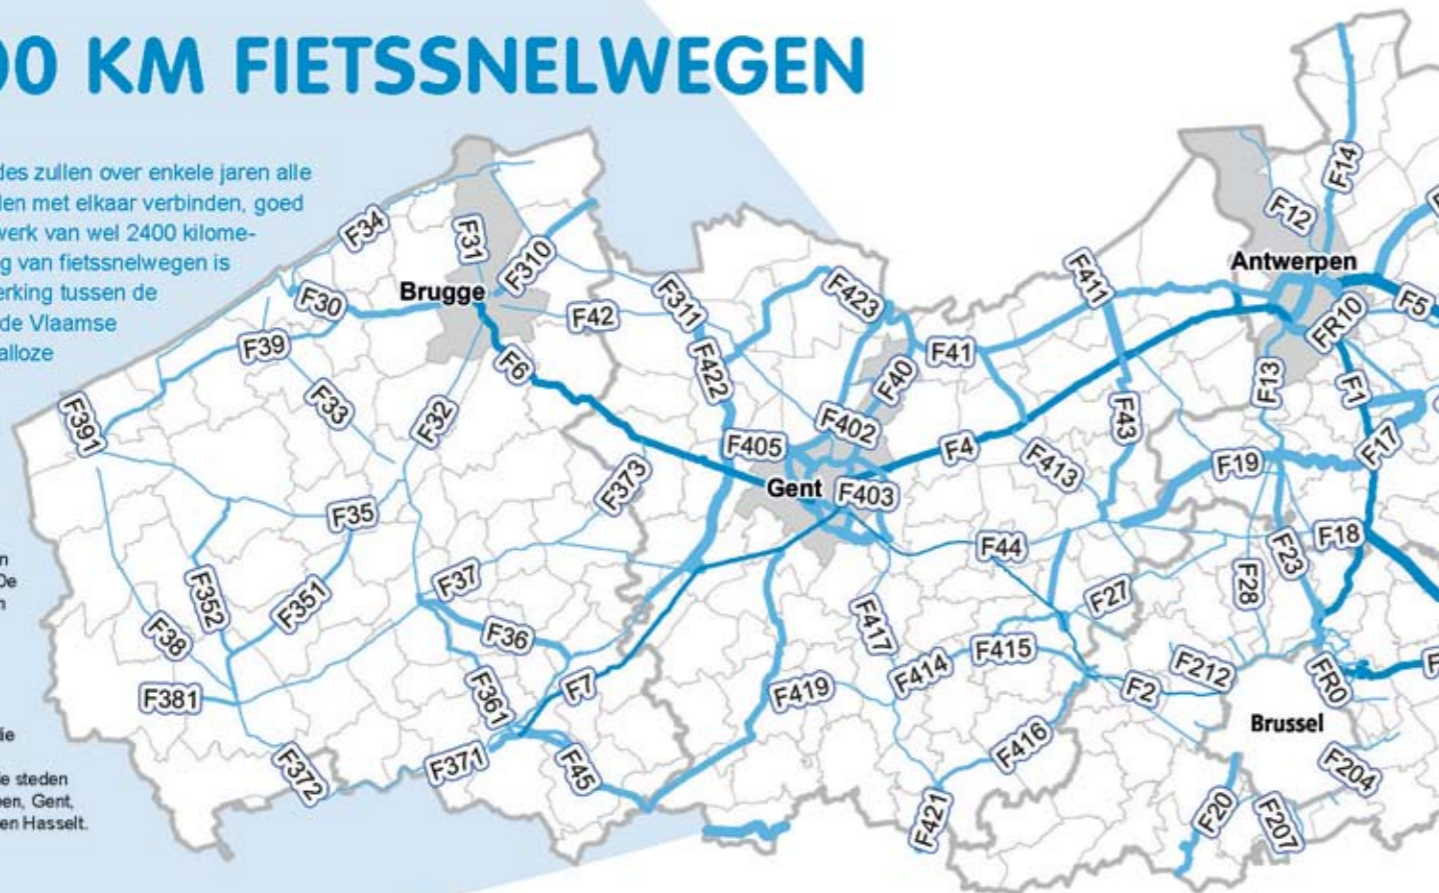 00 KM FIETSSNELWEGEN
des zullen over enkele jaren alle
den met elkaar verbinden, goed
werk van wel 2400 kilome-
g van fietssnelwegen is
erking tussen de
de Vlaamse
alloze
n
De
n
die
e steden
en, Gent,
en Hasselt.
F34
F31
F310
Brugge
F30
F39
F42
F311
F423
F6
F422
F33
F32
F391
F41
F40
F411
F12
F14
Antwerpen
F5
FR10
F13
F1
F43
F17
F405
F402
F4
F413
F19
Gent
F403
F373
F35
F44
F18
F23
F28
F27
F37
F352
F351
F38
F36
F417
F415
F414
F212
F2
FR0
F381
F361
F7
F419
Brussel
F416
F372
F371
F45
F421
F20
F207
F204
F